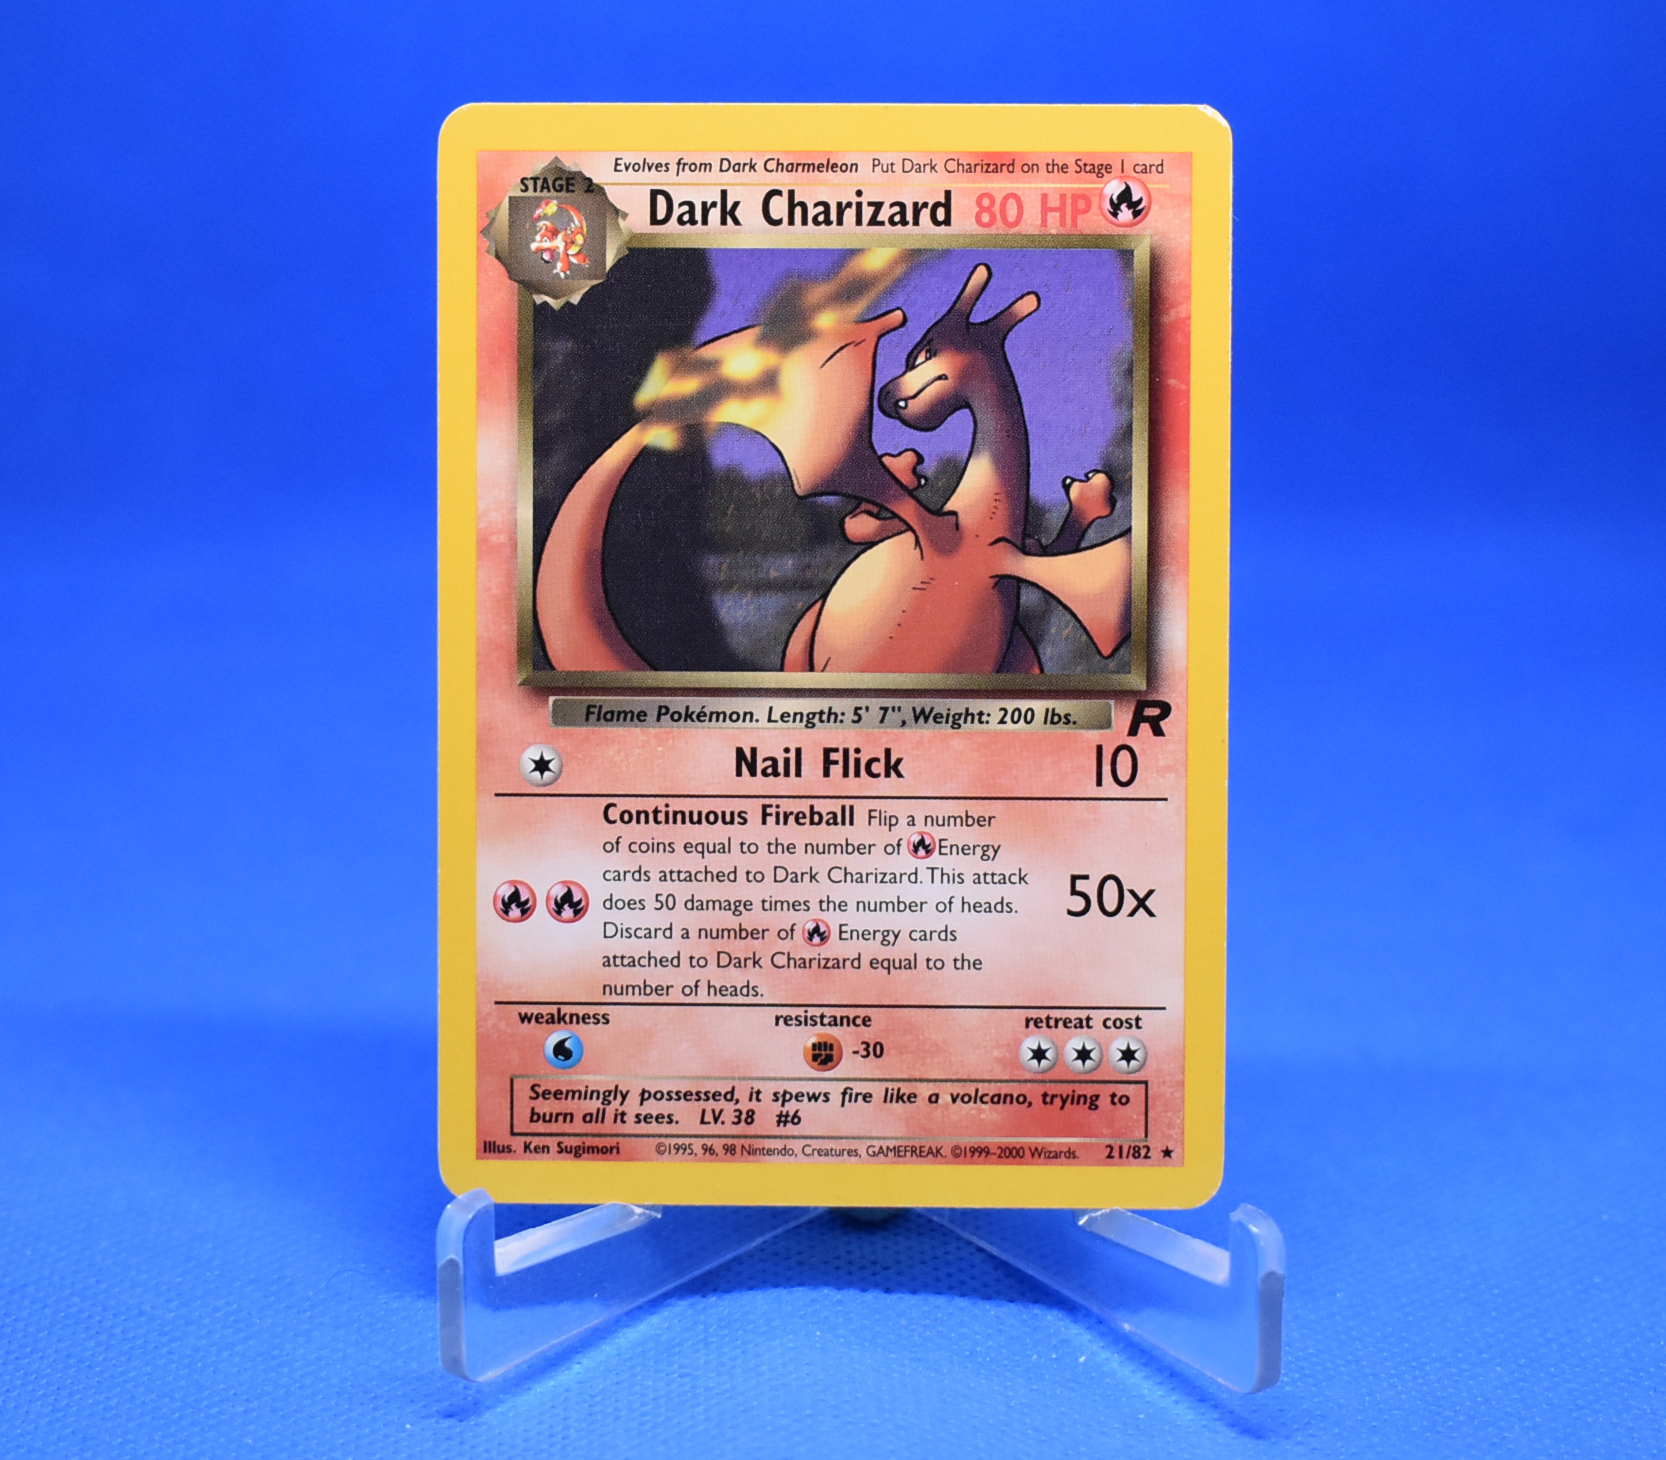 Evolves from Dark Charmeleon Put Dark Charizard on the Stage 1 card
STAGE 2
Dark Charizard 80 HP
Flame Pokémon. Length: 5' 7", Weight: 200 lbs.
R
Nail Flick 10
Continuous Fireball Flip a number
of coins equal to the number of Energy
cards attached to Dark Charizard. This attack
does 50 damage times the number of heads.
Discard a number of Energy cards
attached to Dark Charizard equal to the
number of heads.
50x
weakness resistance retreat cost
-30
Seemingly possessed, it spews fire like a volcano, trying to
burn all it sees. LV. 38 #6
Illus. Ken Sugimori ©1995, 96, 98 Nintendo, Creatures, GAMEFREAK. ©1999-2000 Wizards. 21/82 ★